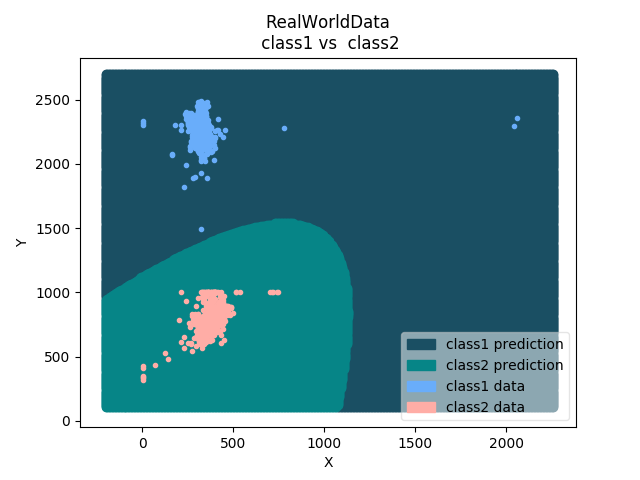 RealWorldData
class1 vs  class2
Y
2500
2000
1500
1000
500
0
class1 prediction
class2 prediction
class1 data
class2 data
0
500
1000
1500
2000
X